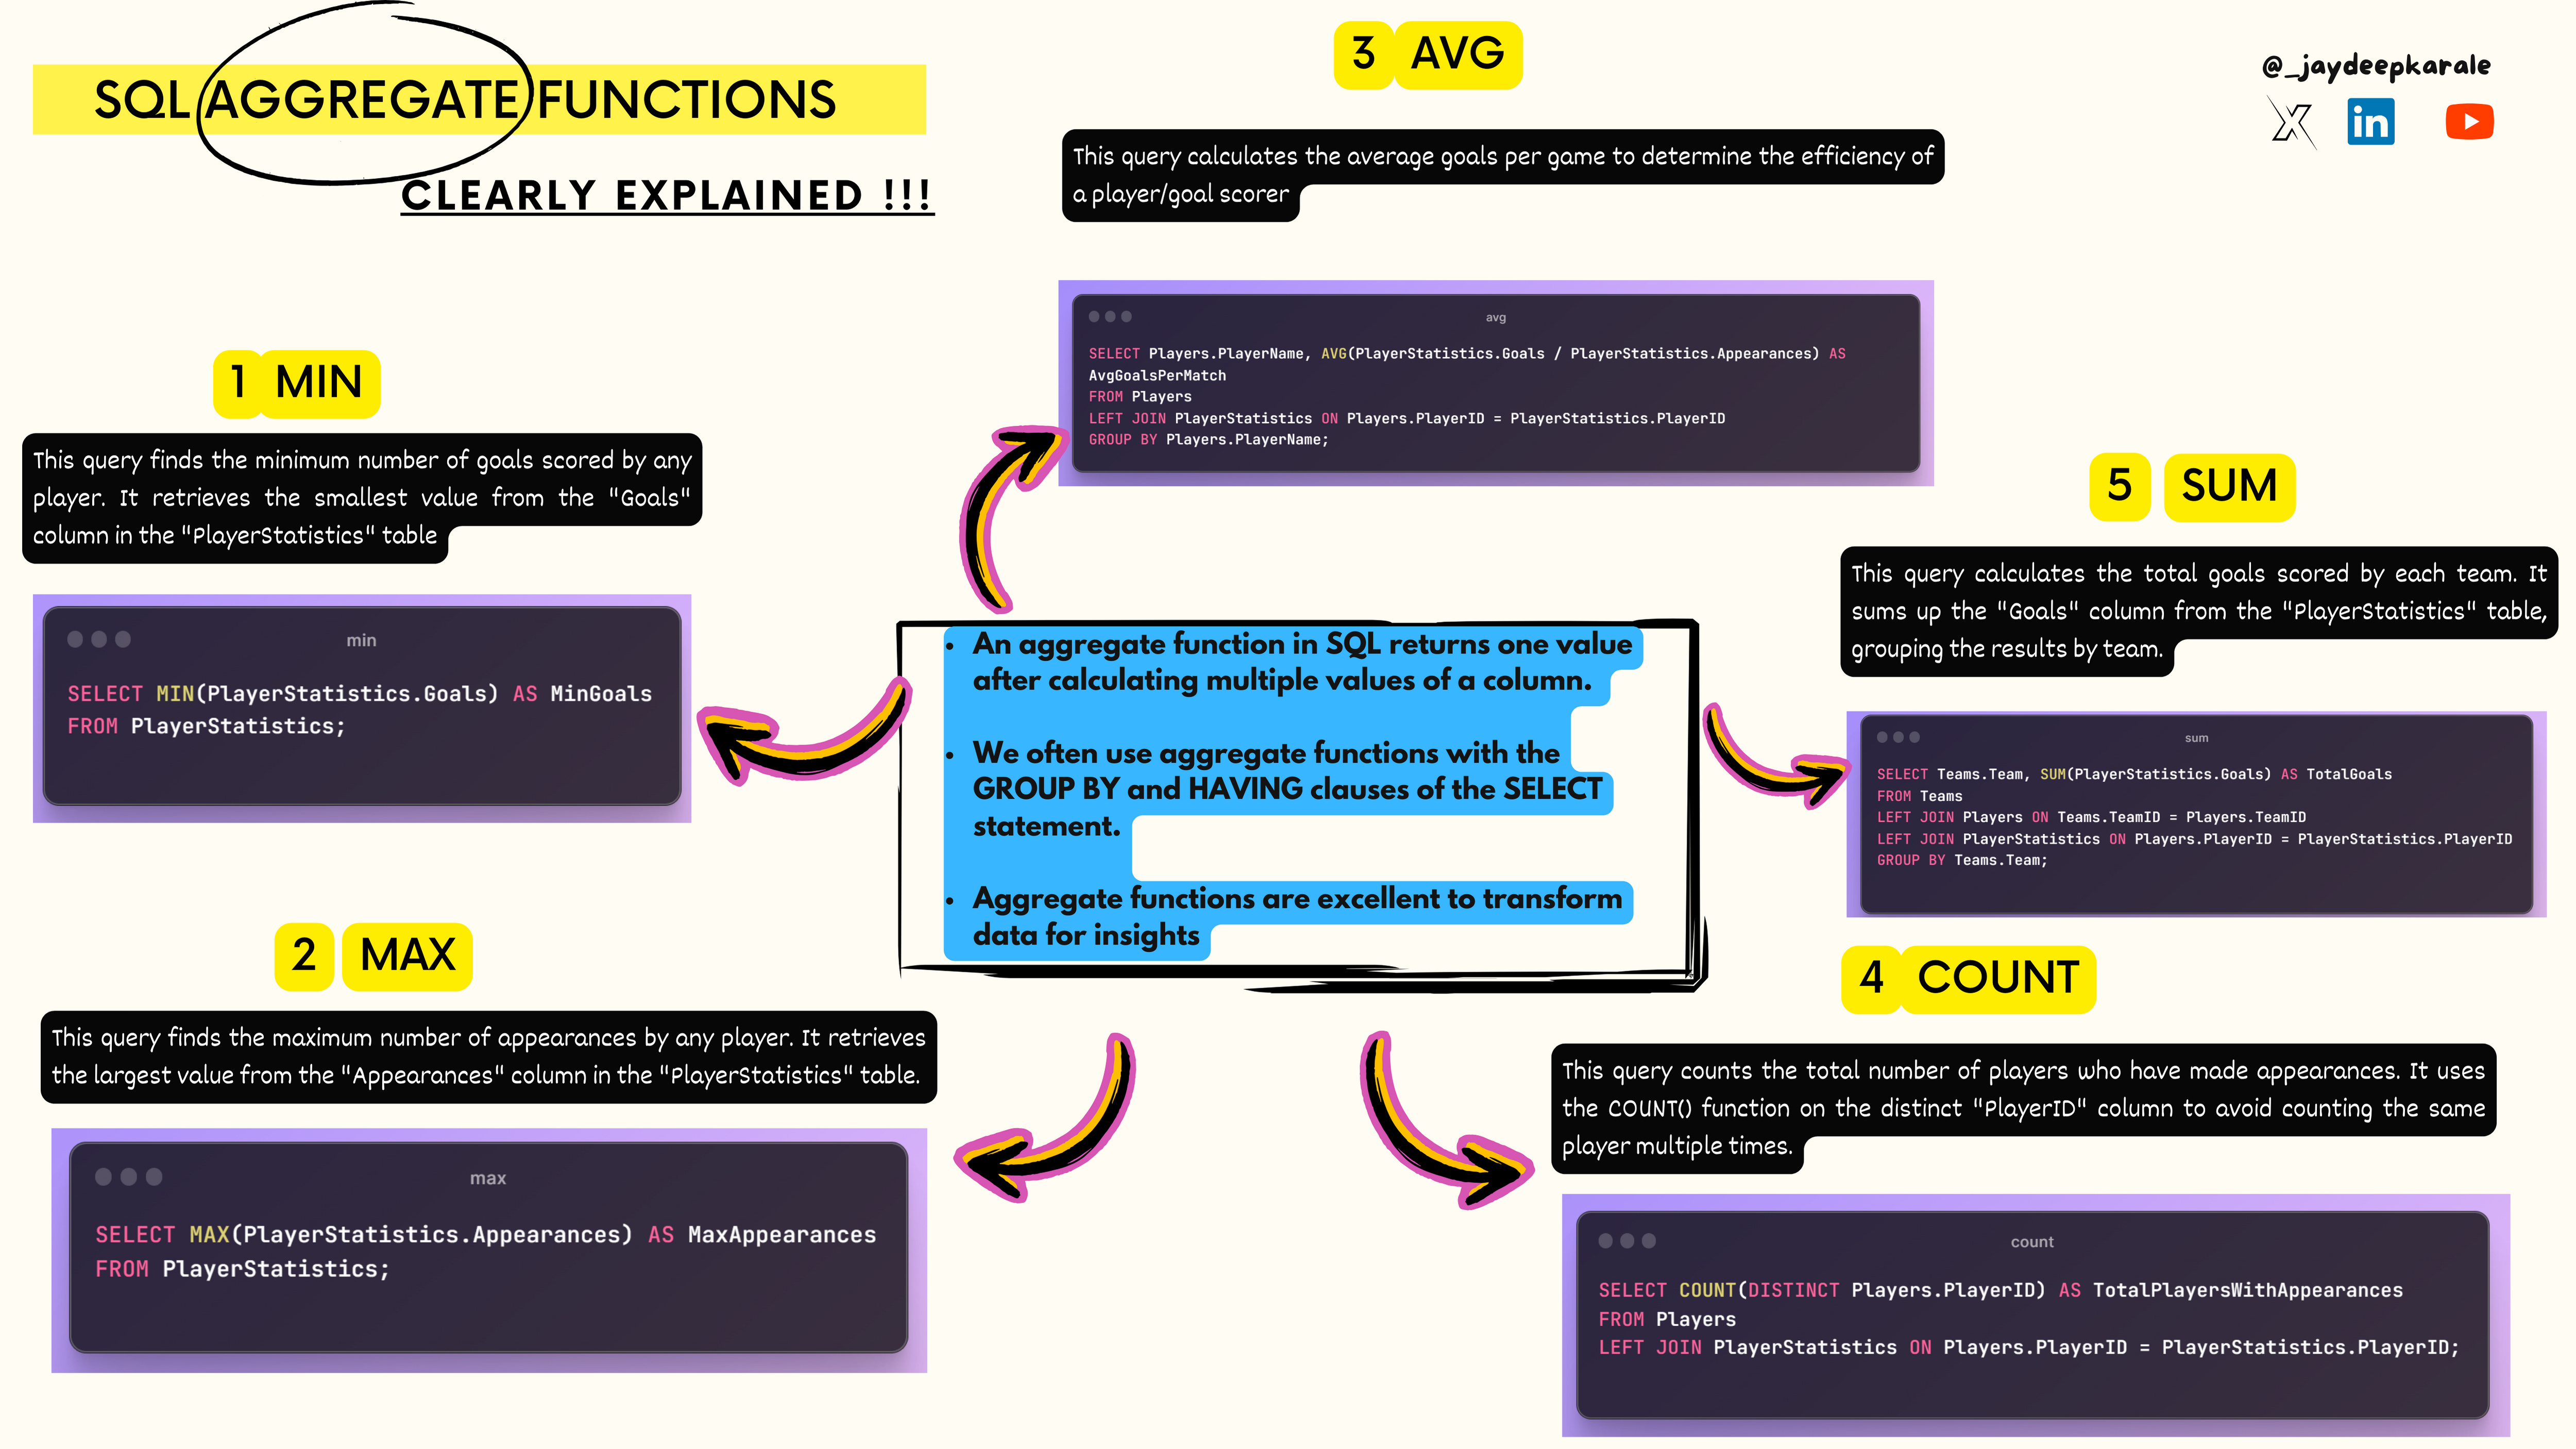 SQL AGGREGATE FUNCTIONS
CLEARLY EXPLAINED !!!
@_jaydeepkarale
X in
1 MIN
This query finds the minimum number of goals scored by any
player. It retrieves the smallest value from the "Goals"
column in the "PlayerStatistics" table
min
SELECT MIN(PlayerStatistics.Goals) AS MinGoals
FROM PlayerStatistics;
2 MAX
This query finds the maximum number of appearances by any player. It retrieves
the largest value from the "Appearances" column in the "PlayerStatistics" table.
max
SELECT MAX(PlayerStatistics.Appearances) AS MaxAppearances
FROM PlayerStatistics;
3 AVG
This query calculates the average goals per game to determine the efficiency of
a player/goal scorer
avg
SELECT Players.PlayerName, AVG(PlayerStatistics.Goals / PlayerStatistics.Appearances) AS
AvgGoalsPerMatch
FROM Players
LEFT JOIN PlayerStatistics ON Players.PlayerID = PlayerStatistics.PlayerID
GROUP BY Players.PlayerName;
• An aggregate function in SQL returns one value
after calculating multiple values of a column.
• We often use aggregate functions with the
GROUP BY and HAVING clauses of the SELECT
statement.
• Aggregate functions are excellent to transform
data for insights
5 SUM
This query calculates the total goals scored by each team. It
sums up the "Goals" column from the "PlayerStatistics" table,
grouping the results by team.
sum
SELECT Teams.Team, SUM(PlayerStatistics.Goals) AS TotalGoals
FROM Teams
LEFT JOIN Players ON Teams.TeamID = Players.TeamID
LEFT JOIN PlayerStatistics ON Players.PlayerID = PlayerStatistics.PlayerID
GROUP BY Teams.Team;
4 COUNT
This query counts the total number of players who have made appearances. It uses
the COUNT() function on the distinct "PlayerID" column to avoid counting the same
player multiple times.
count
SELECT COUNT(DISTINCT Players.PlayerID) AS TotalPlayersWithAppearances
FROM Players
LEFT JOIN PlayerStatistics ON Players.PlayerID = PlayerStatistics.PlayerID;